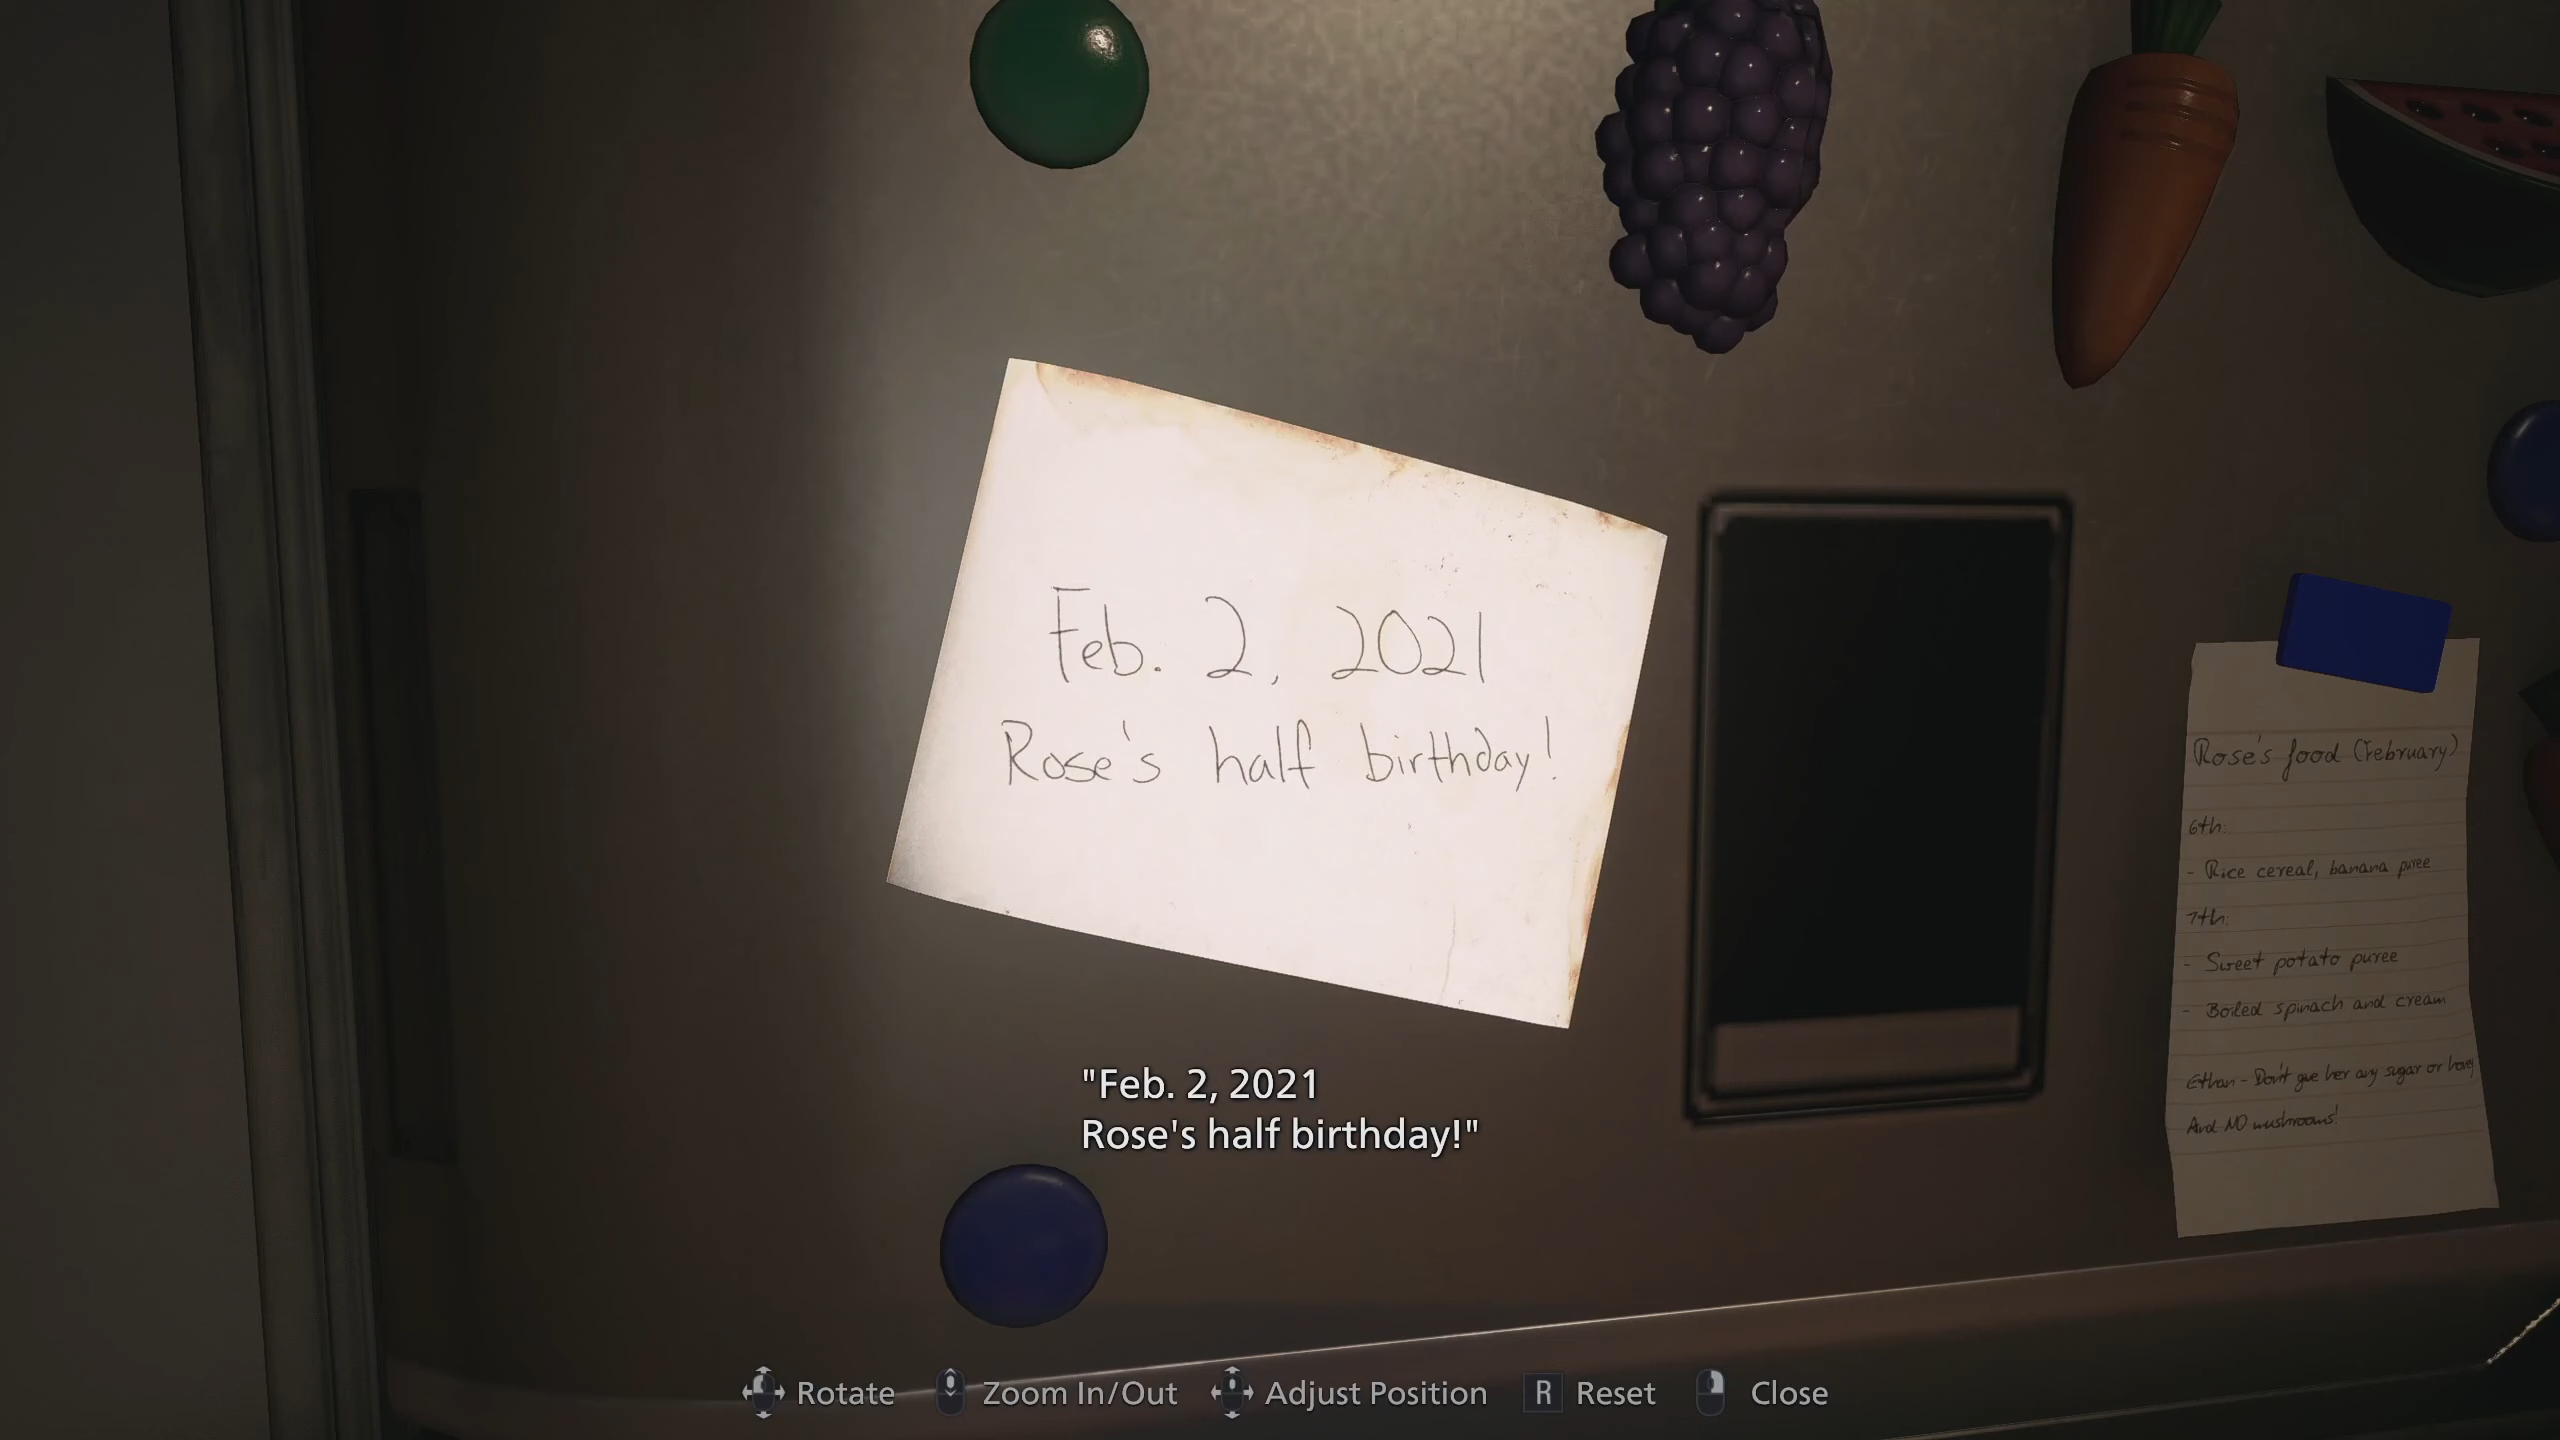 Feb. 2, 2021
Rose's half birthday!
Rose's food (February)
6th:
- Rice cereal, banana puree
7th:
- Sweet potato puree
- Boiled spinach and cream
Ethan - Don't give her any sugar or honey
And NO mushrooms!
"Feb. 2, 2021
Rose's half birthday!"
Rotate Zoom In/Out Adjust Position R Reset Close